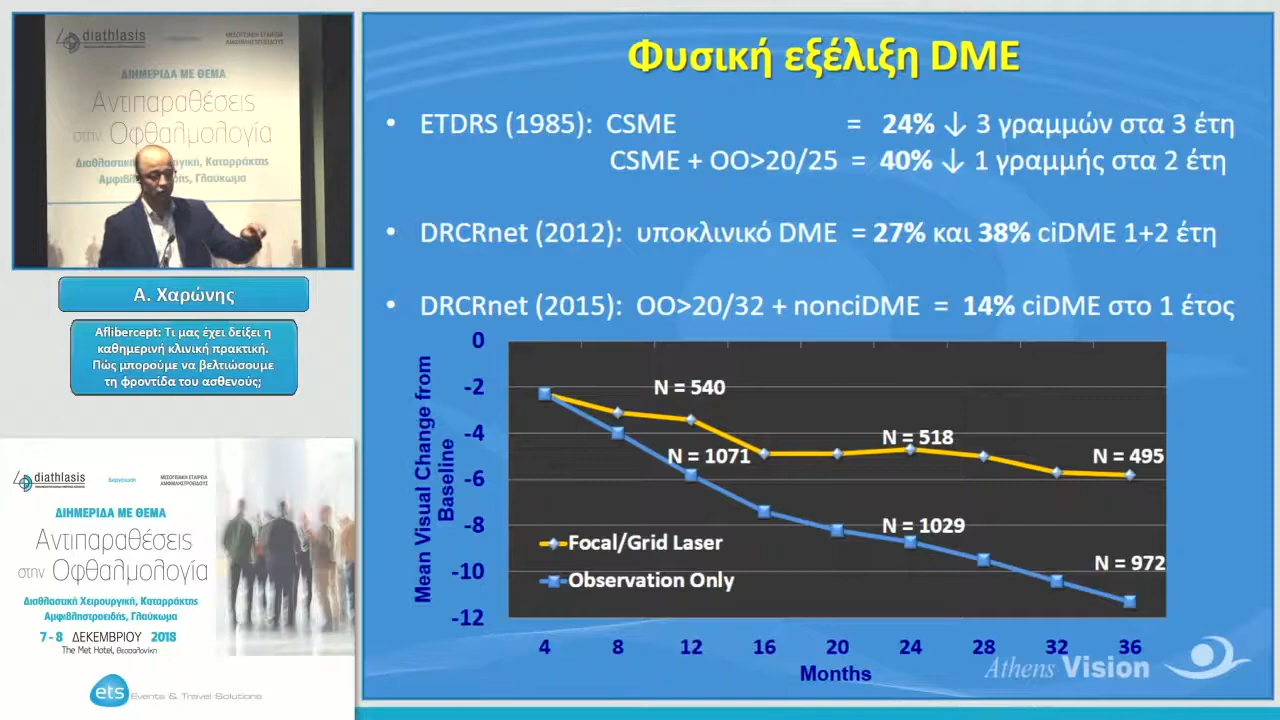 diathlasis
ΜΕΣΟΓΕΙΑΚΗ ΕΤΑΙΡΕΙΑ
ΑΜΦΙΒΛΗΣΤΡΟΕΙΔΟΥΣ
ΔΙΗΜΕΡΙΔΑ ΜΕ ΘΕΜΑ
Αντιπαραθέσεις
στην Οφθαλμολογία
Διαθλαστική Χειρουργική, Καταρράκτης
Αμφιβληστροειδής, Γλαύκωμα
Α. Χαρώνης
Aflibercept: Τι μας έχει δείξει η
καθημερινή κλινική πρακτική.
Πώς μπορούμε να βελτιώσουμε
τη φροντίδα του ασθενούς;
diathlasis
Διοργάνωση
ΜΕΣΟΓΕΙΑΚΗ ΕΤΑΙΡΕΙΑ
ΑΜΦΙΒΛΗΣΤΡΟΕΙΔΟΥΣ
ΔΙΗΜΕΡΙΔΑ ΜΕ ΘΕΜΑ
Αντιπαραθέσεις
στην Οφθαλμολογία
Διαθλαστική Χειρουργική, Καταρράκτης
Αμφιβληστροειδής, Γλαύκωμα
7 - 8 ΔΕΚΕΜΒΡΙΟΥ 2018
The Met Hotel, Θεσσαλονίκη
ets Events & Travel Solutions
Φυσική εξέλιξη DME
• ETDRS (1985): CSME = 24% ↓ 3 γραμμών στα 3 έτη
CSME + ΟΟ>20/25 = 40% ↓ 1 γραμμής στα 2 έτη
• DRCRnet (2012): υποκλινικό DME = 27% και 38% ciDME 1+2 έτη
• DRCRnet (2015): ΟΟ>20/32 + nonciDME = 14% ciDME στο 1 έτος
Mean Visual Change from
Baseline
0
-2
-4
-6
-8
-10
-12
N = 540
N = 518
N = 495
N = 1071
N = 1029
N = 972
Focal/Grid Laser
Observation Only
4 8 12 16 20 24 28 32 36
Months
Athens Vision